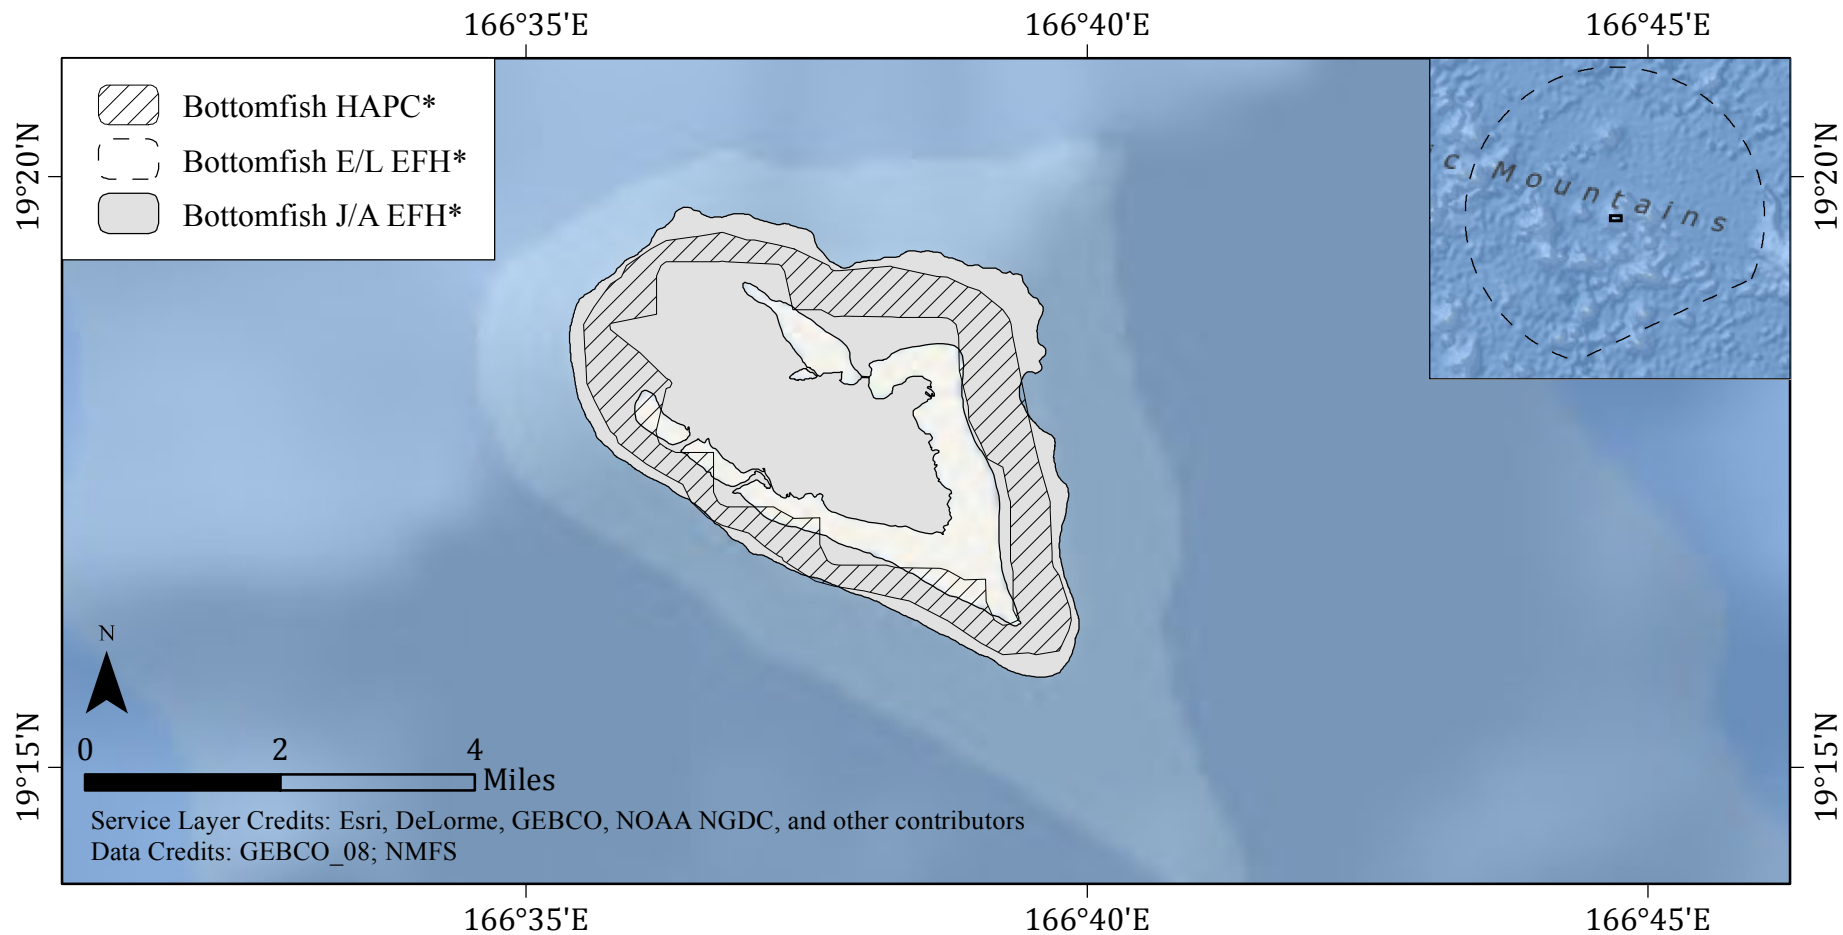 166°35'E
166°40'E
166°45'E
Bottomfish HAPC*
Bottomfish E/L EFH*
Bottomfish J/A EFH*
ic Mountains
19°20'N
19°20'N
N
0 2 4
Miles
19°15'N
19°15'N
Service Layer Credits: Esri, DeLorme, GEBCO, NOAA NGDC, and other contributors
Data Credits: GEBCO_08; NMFS
166°35'E
166°40'E
166°45'E